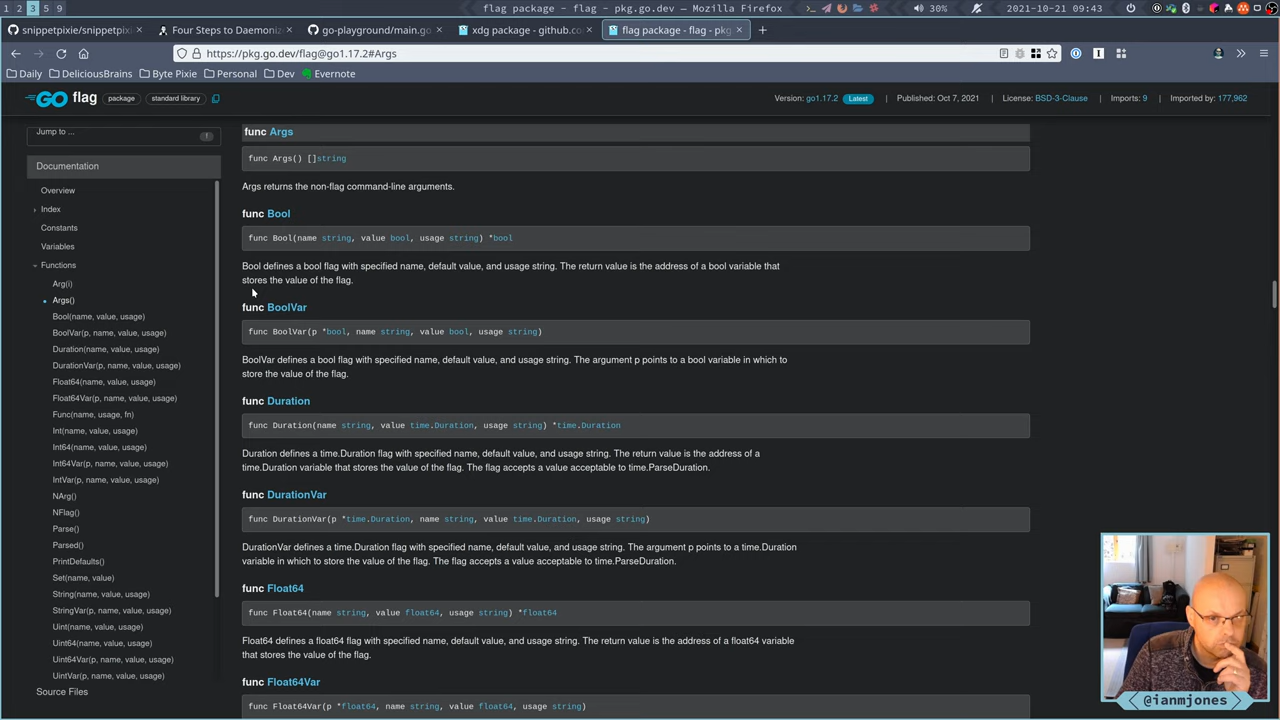 1 2 3 5 9
flag package - flag - pkg.go.dev — Mozilla Firefox
30%
2021-10-21
09:43
snippetpixie/snippetpixi
Four Steps to Daemoniz
go-playground/main.go
xdg package - github.co
flag package - flag - pkg
https://pkg.go.dev/flag@go1.17.2#Args
Daily
DeliciousBrains
Byte Pixie
Personal
Dev
Evernote
GO flag
package
standard library
Version: go1.17.2
Latest
Published: Oct 7, 2021
License: BSD-3-Clause
Imports: 9
Imported by: 177,962
Jump to ...
Documentation
Overview
Index
Constants
Variables
Functions
Arg(i)
Args()
Bool(name, value, usage)
BoolVar(p, name, value, usage)
Duration(name, value, usage)
DurationVar(p, name, value, usage)
Float64(name, value, usage)
Float64Var(p, name, value, usage)
Func(name, usage, fn)
Int(name, value, usage)
Int64(name, value, usage)
Int64Var(p, name, value, usage)
IntVar(p, name, value, usage)
NArg()
NFlag()
Parse()
Parsed()
PrintDefaults()
Set(name, value)
String(name, value, usage)
StringVar(p, name, value, usage)
Uint(name, value, usage)
Uint64(name, value, usage)
Uint64Var(p, name, value, usage)
UintVar(p, name, value, usage)
Source Files
func Args
func Args() []string
Args returns the non-flag command-line arguments.
func Bool
func Bool(name string, value bool, usage string) *bool
Bool defines a bool flag with specified name, default value, and usage string. The return value is the address of a bool variable that
stores the value of the flag.
func BoolVar
func BoolVar(p *bool, name string, value bool, usage string)
BoolVar defines a bool flag with specified name, default value, and usage string. The argument p points to a bool variable in which to
store the value of the flag.
func Duration
func Duration(name string, value time.Duration, usage string) *time.Duration
Duration defines a time.Duration flag with specified name, default value, and usage string. The return value is the address of a
time.Duration variable that stores the value of the flag. The flag accepts a value acceptable to time.ParseDuration.
func DurationVar
func DurationVar(p *time.Duration, name string, value time.Duration, usage string)
DurationVar defines a time.Duration flag with specified name, default value, and usage string. The argument p points to a time.Duration
variable in which to store the value of the flag. The flag accepts a value acceptable to time.ParseDuration.
func Float64
func Float64(name string, value float64, usage string) *float64
Float64 defines a float64 flag with specified name, default value, and usage string. The return value is the address of a float64 variable
that stores the value of the flag.
func Float64Var
func Float64Var(p *float64, name string, value float64, usage string)
@ianmjones